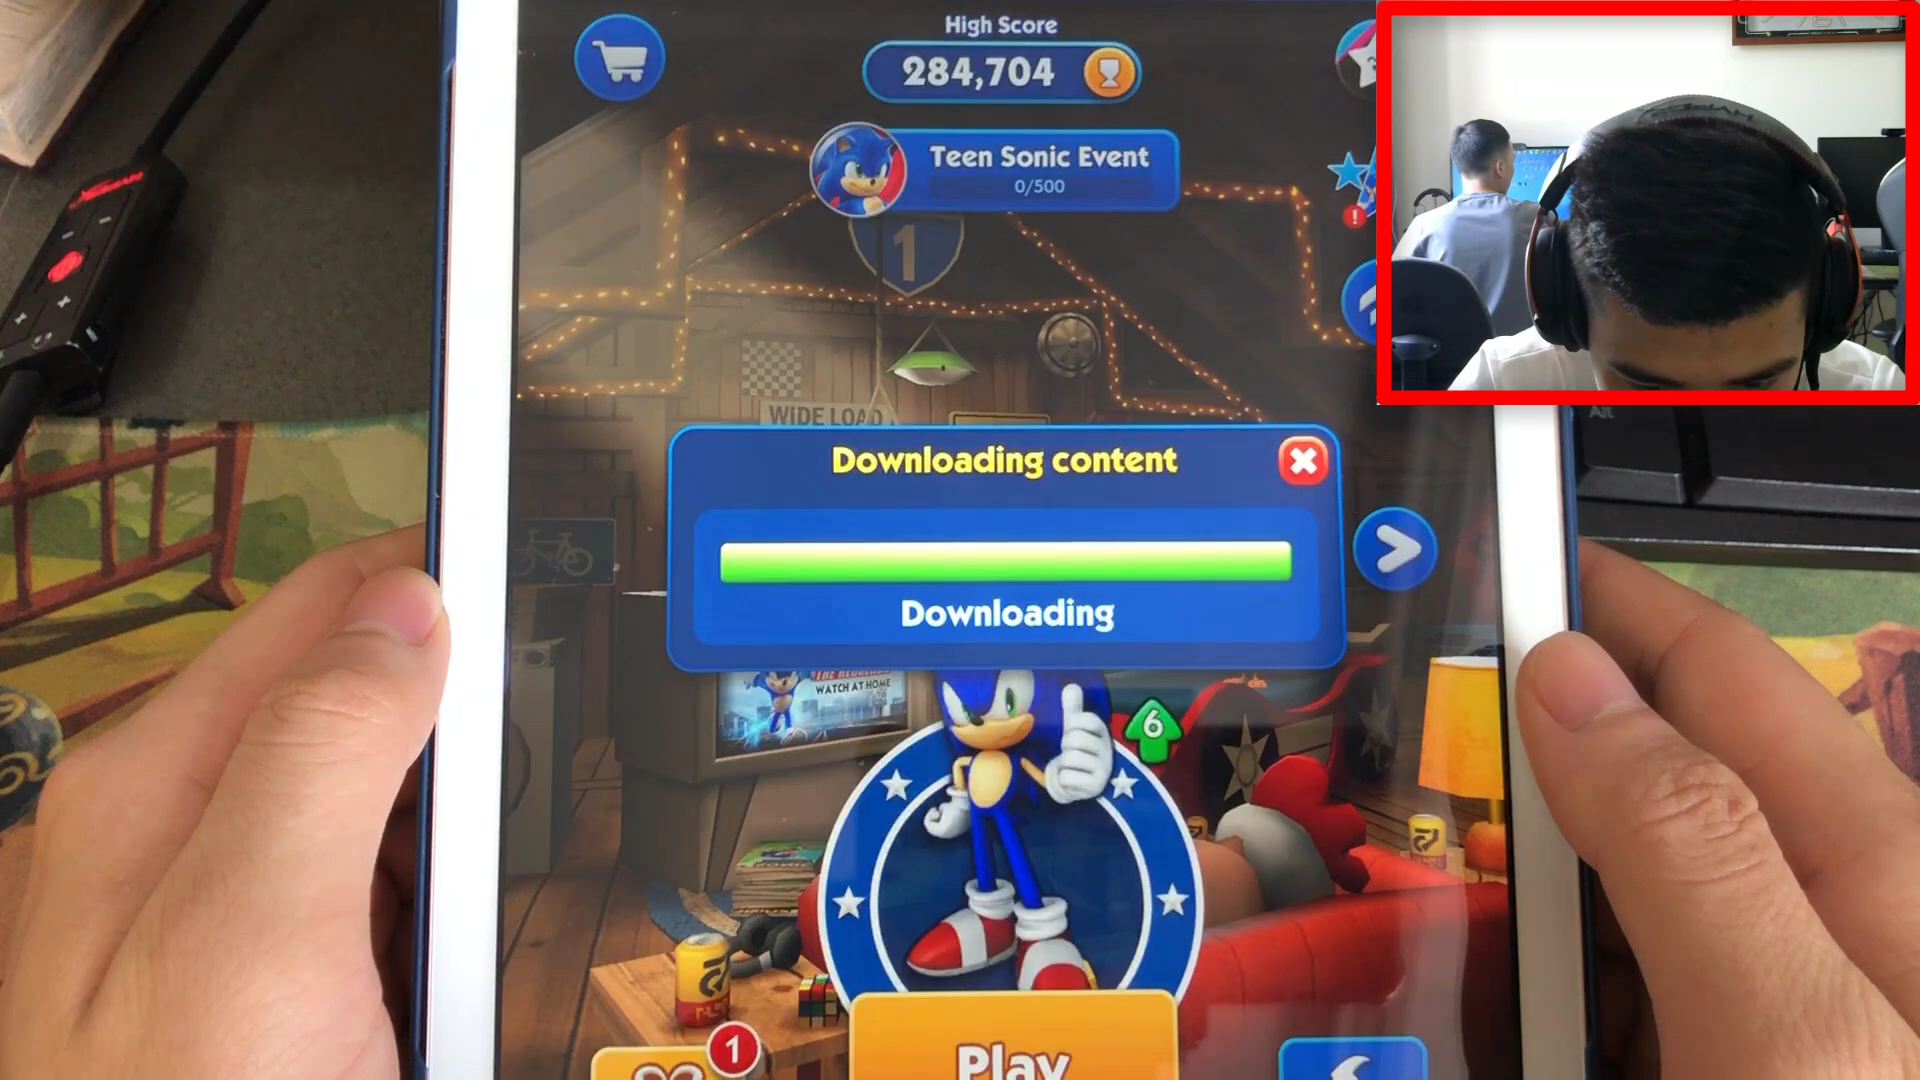 High Score
284,704
Teen Sonic Event
0/500
1
WIDE LOAD
Downloading content
Downloading
WATCH AT HOME
6
1
Play
Alt